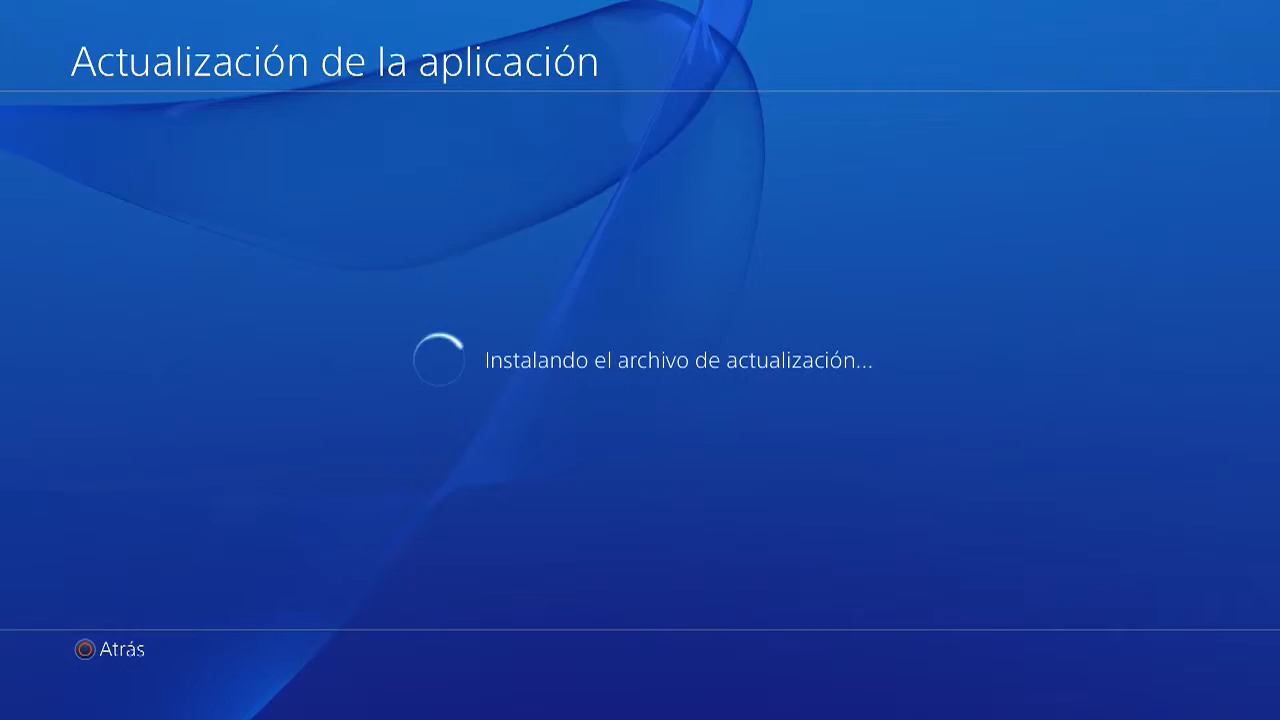 Actualización de la aplicación
Instalando el archivo de actualización...
Atrás